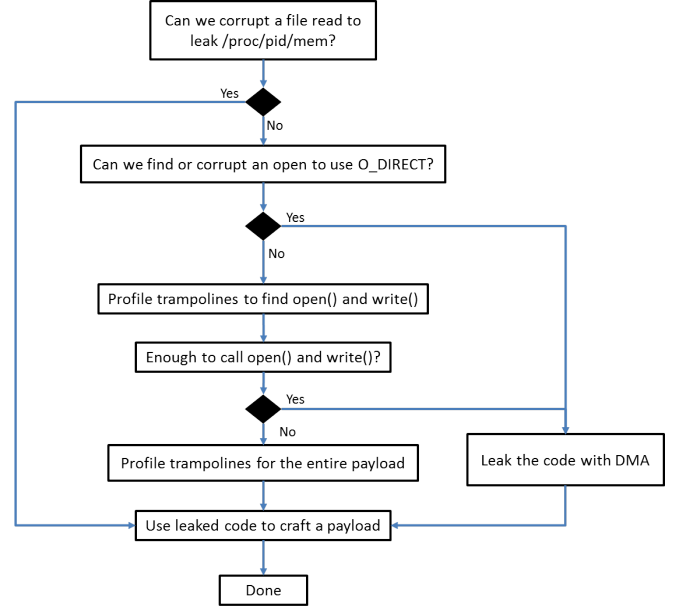 Can we corrupt a file read to
leak /proc/pid/mem?
Yes
No
Can we find or corrupt an open to use O_DIRECT?
Yes
No
Profile trampolines to find open() and write()
Enough to call open() and write()?
Yes
No
Profile trampolines for the entire payload
Leak the code with DMA
Use leaked code to craft a payload
Done